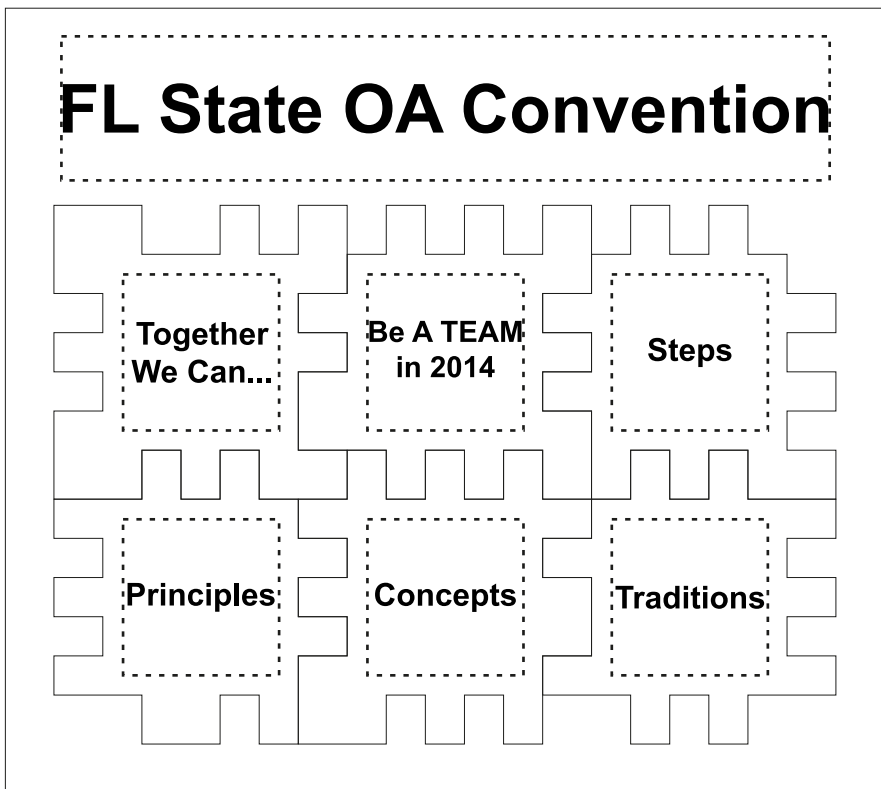 FL State OA Convention
Together
We Can...
Be A TEAM
in 2014
Steps
Principles
Concepts
Traditions